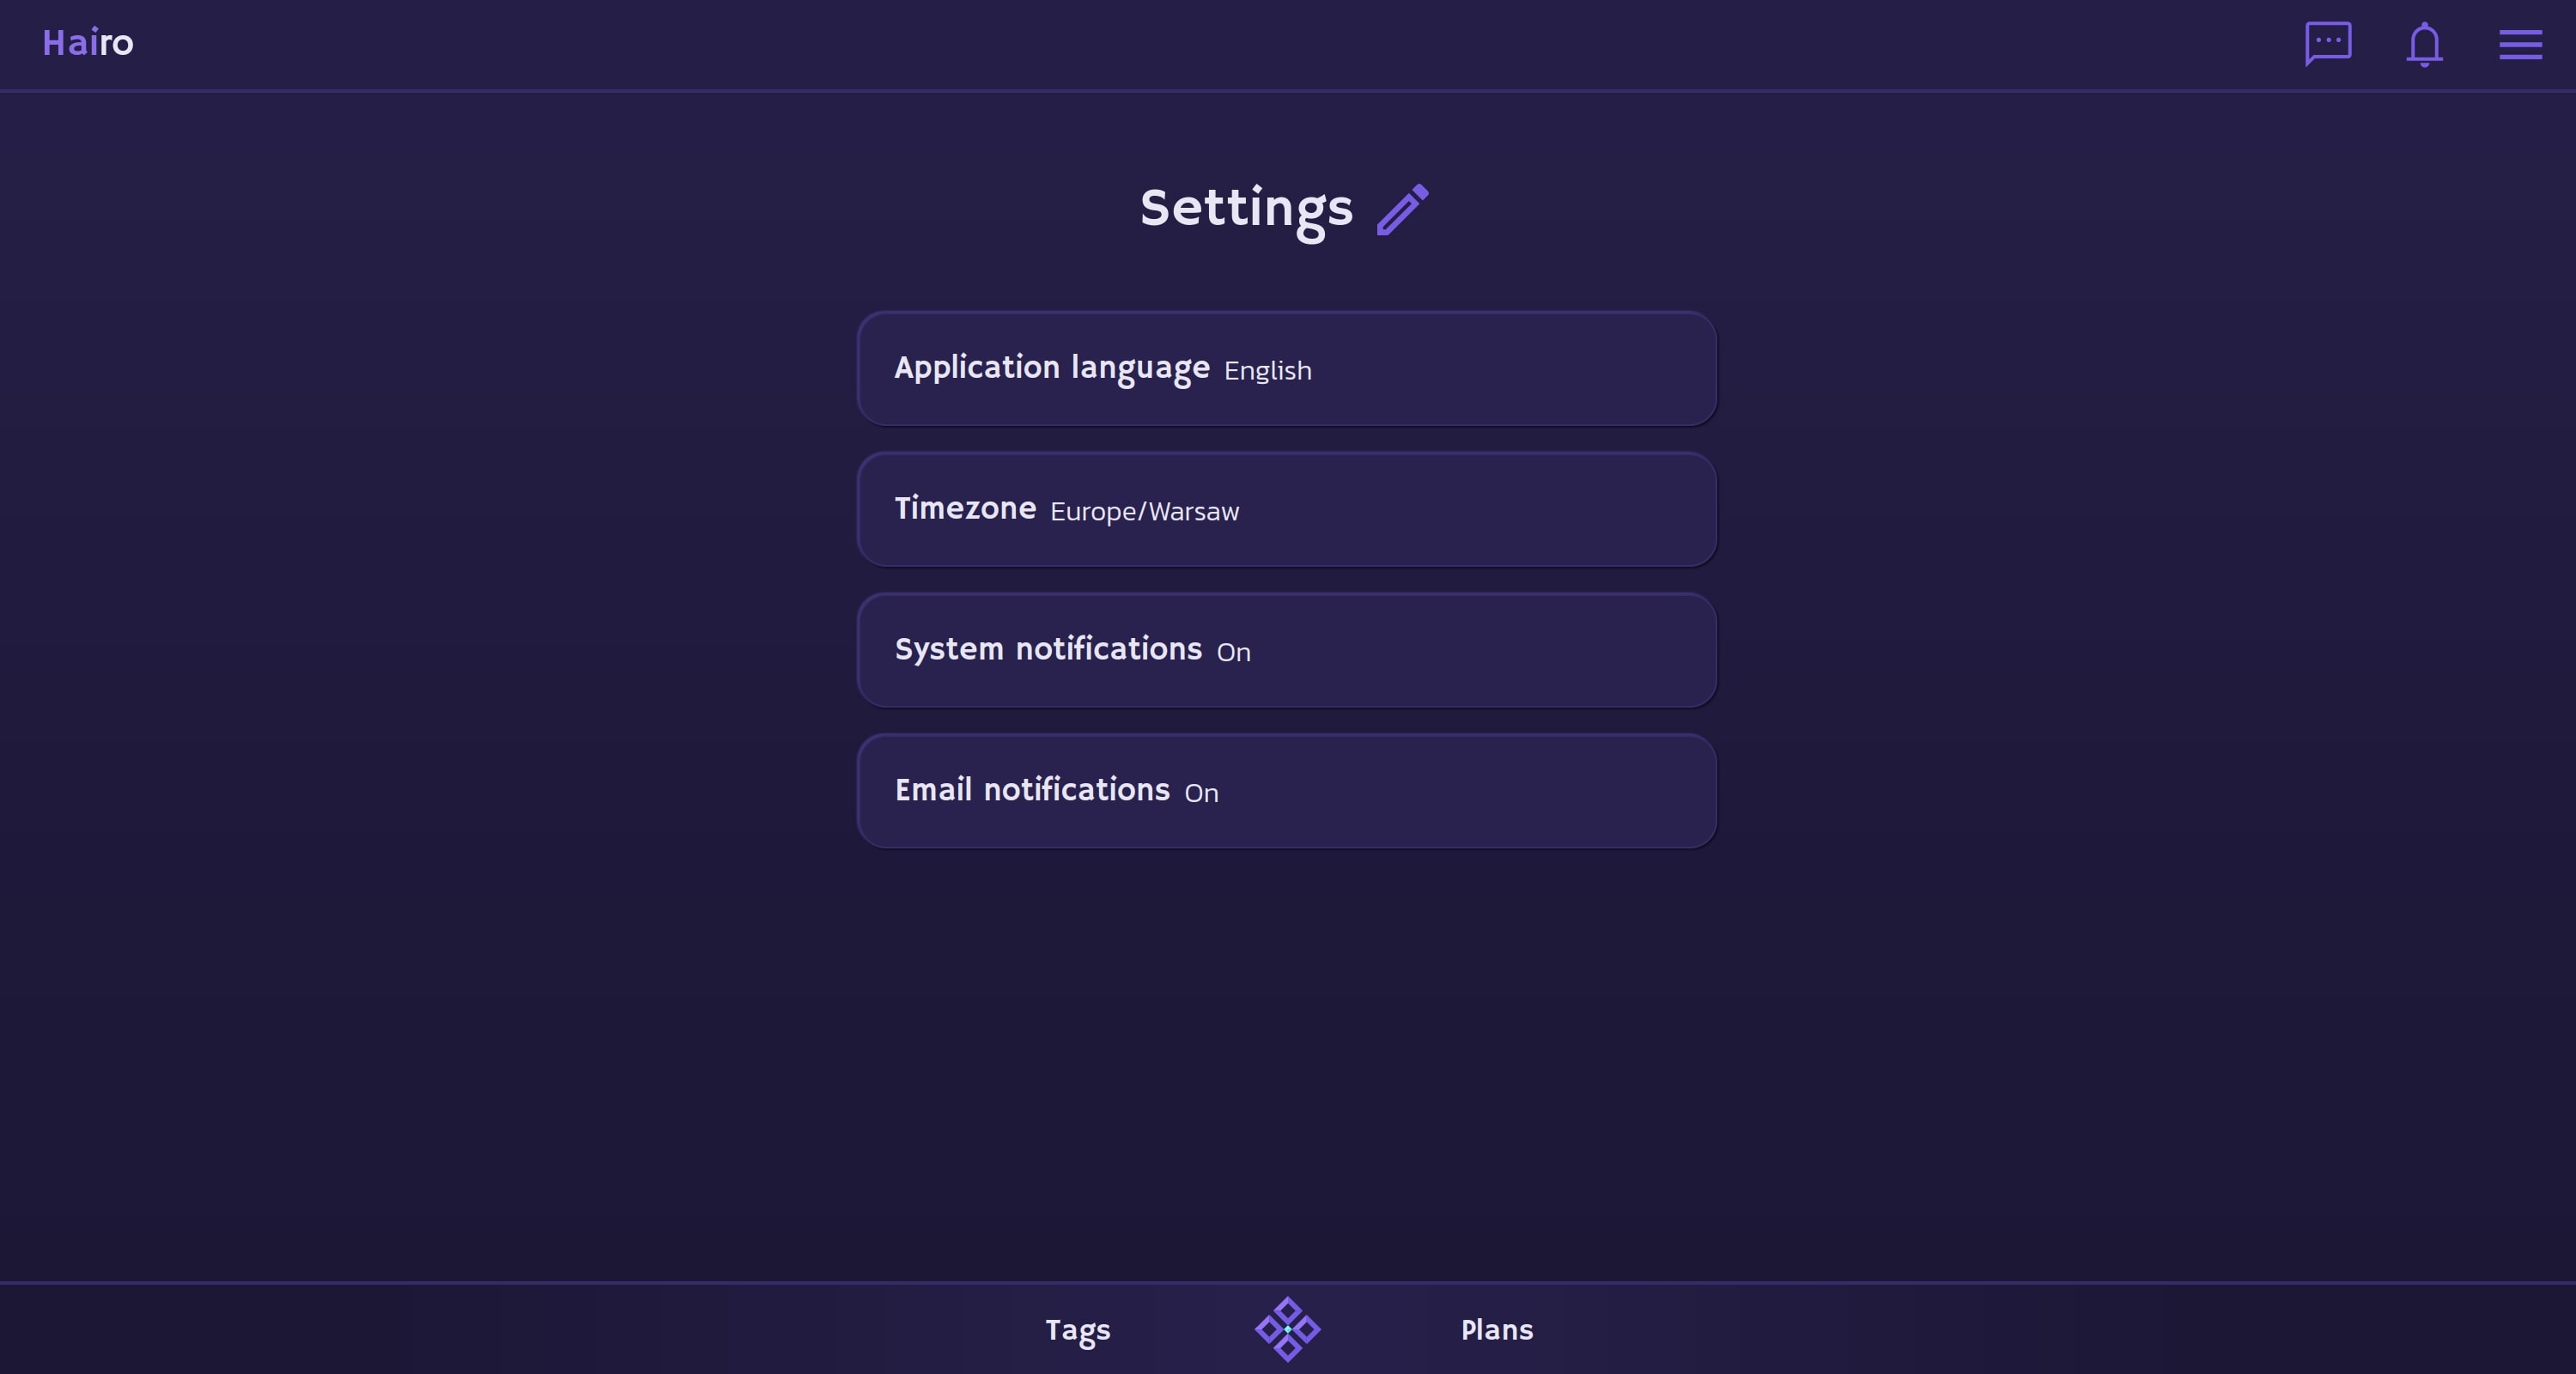 Hairo
Settings
Application language English
Timezone Europe/Warsaw
System notifications On
Email notifications On
Tags Plans